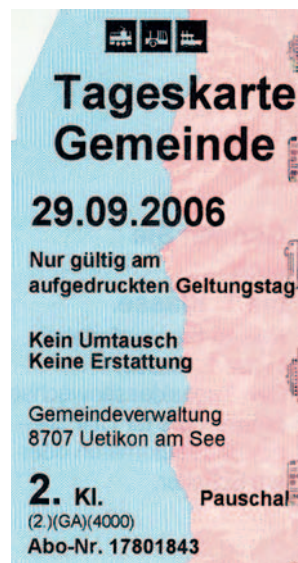 Tageskarte
Gemeinde
29.09.2006
Nur gültig am
aufgedruckten Geltungstag
Kein Umtausch
Keine Erstattung
Gemeindeverwaltung
8707 Uetikon am See
2. Kl. Pauschal
(2.)(GA)(4000)
Abo-Nr. 17801843